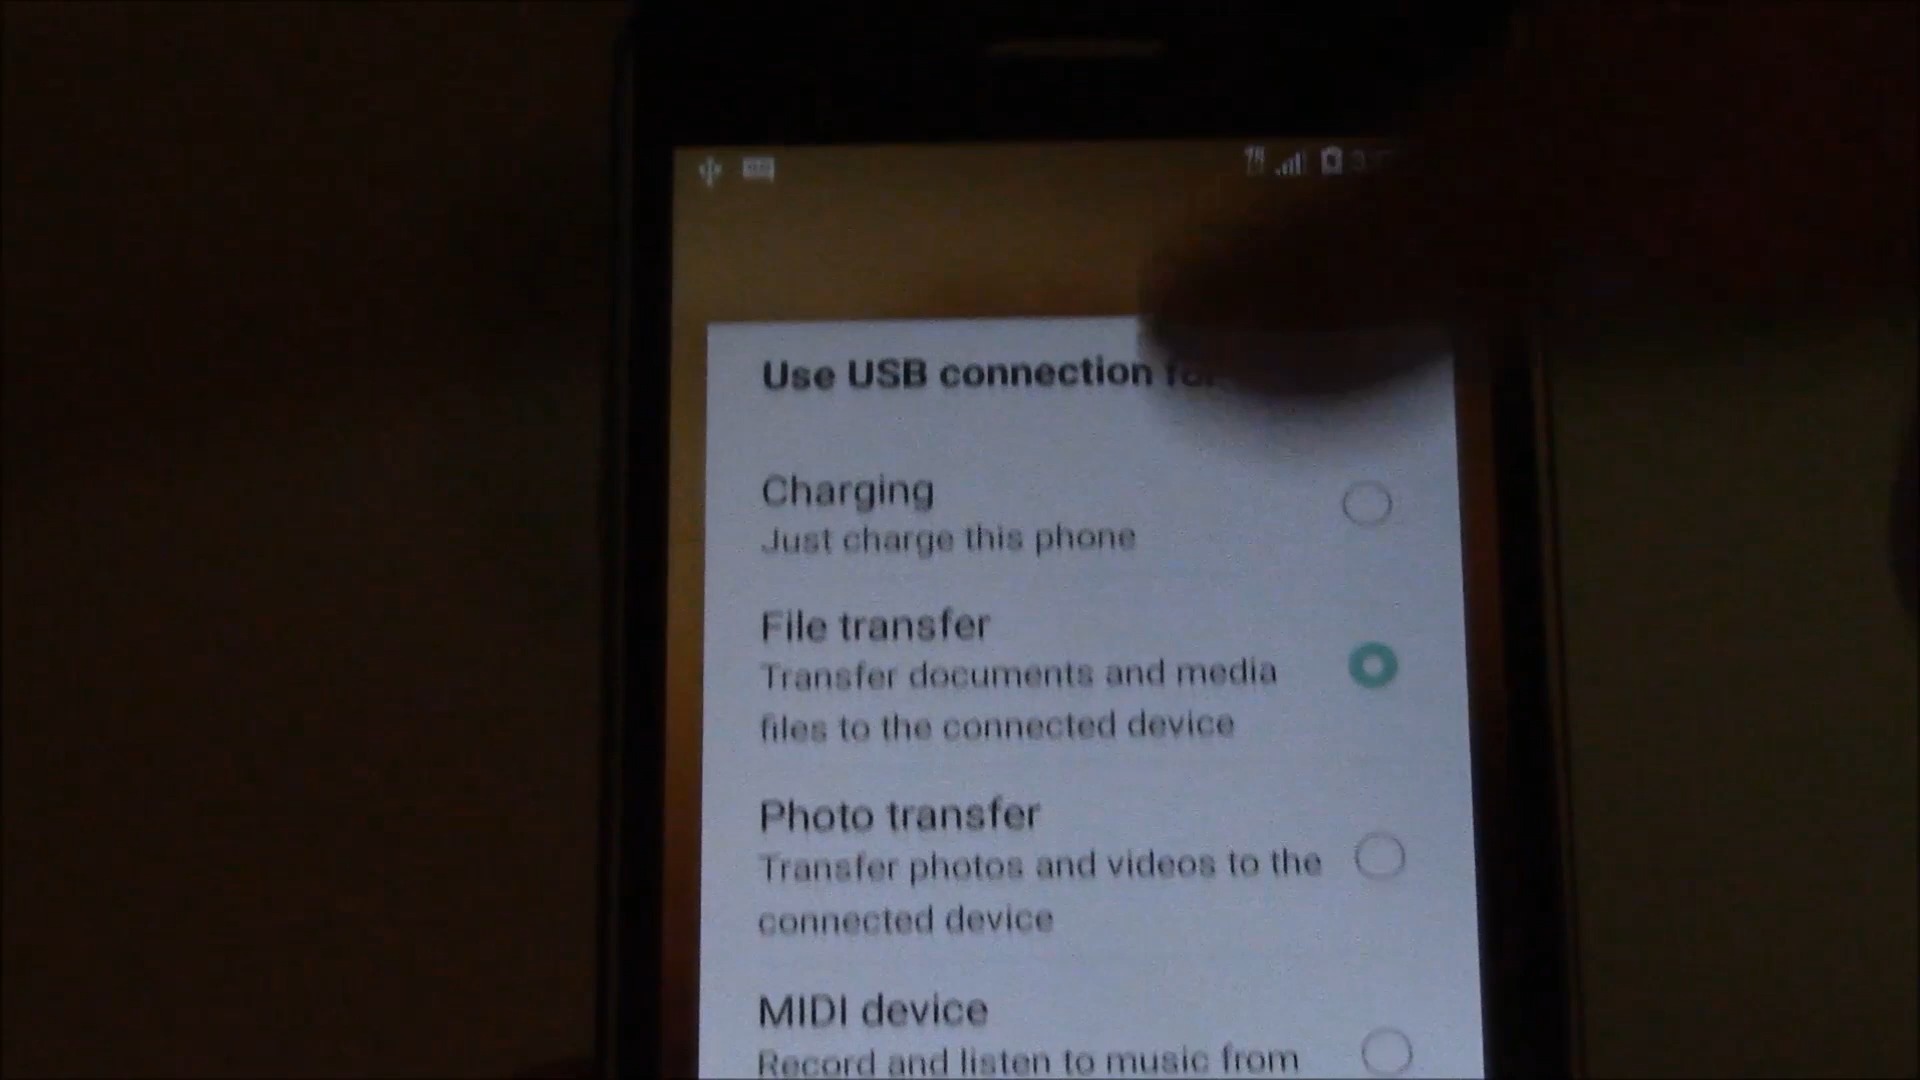 Use USB connection for
Charging
Just charge this phone
File transfer
Transfer documents and media
files to the connected device
Photo transfer
Transfer photos and videos to the
connected device
MIDI device
Record and listen to music from